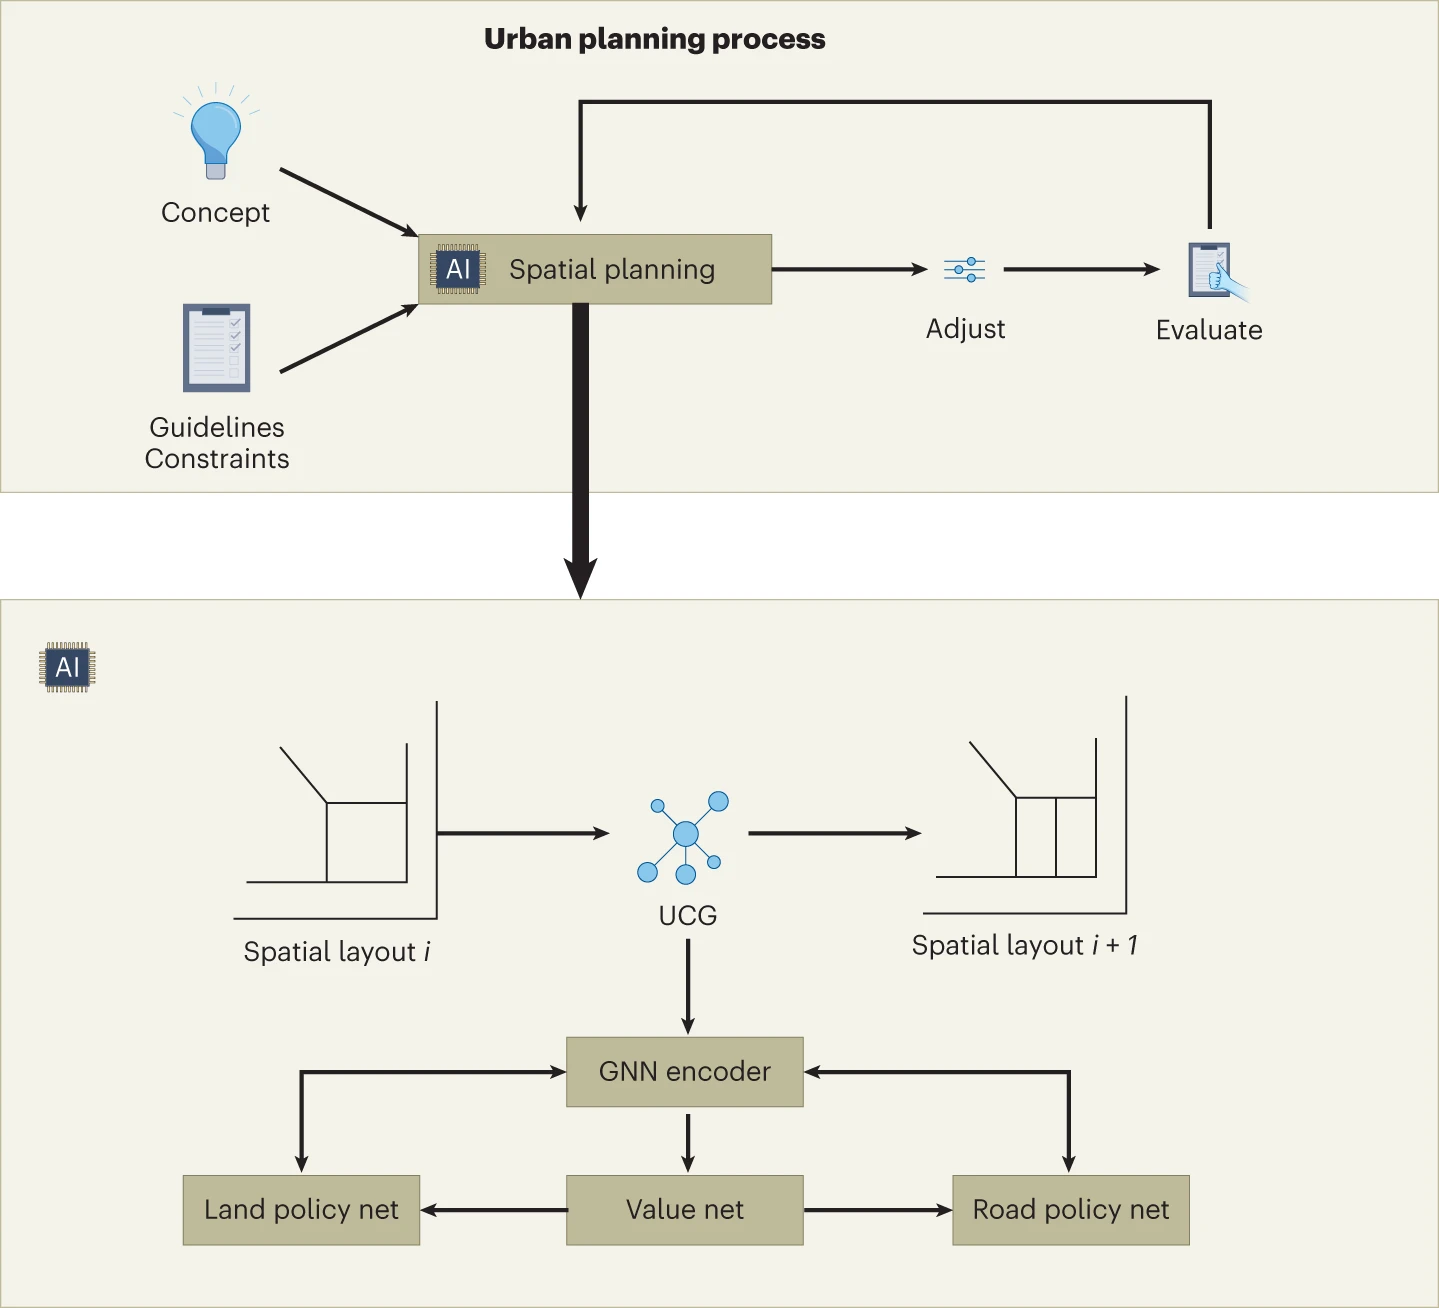 Urban planning process
Concept
AI
Spatial planning
Adjust
Evaluate
Guidelines
Constraints
AI
UCG
Spatial layout i
Spatial layout i + 1
GNN encoder
Land policy net
Value net
Road policy net